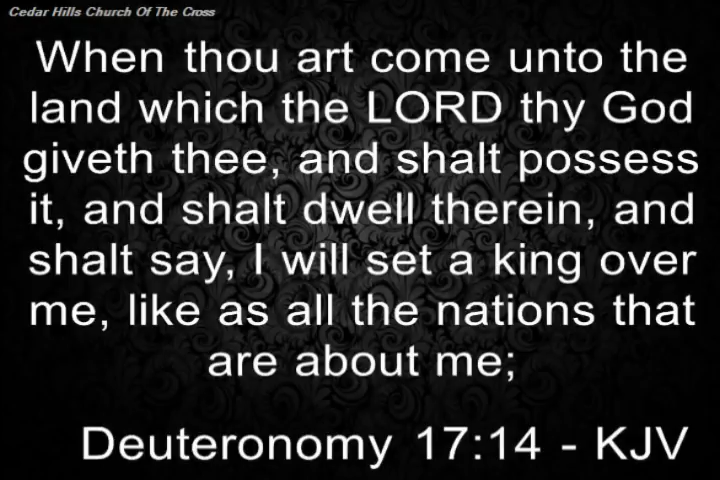 Cedar Hills Church Of The Cross
When thou art come unto the
land which the LORD thy God
giveth thee, and shalt possess
it, and shalt dwell therein, and
shalt say, I will set a king over
me, like as all the nations that
are about me;
Deuteronomy 17:14 - KJV